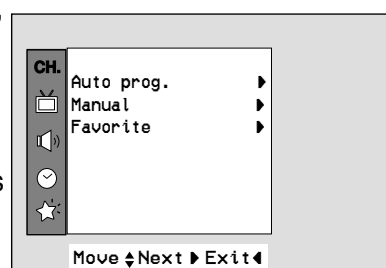 CH.
Auto prog. ▶
Manual ▶
Favorite ▶
Move ▲▼ Next ▶ Exit ◀